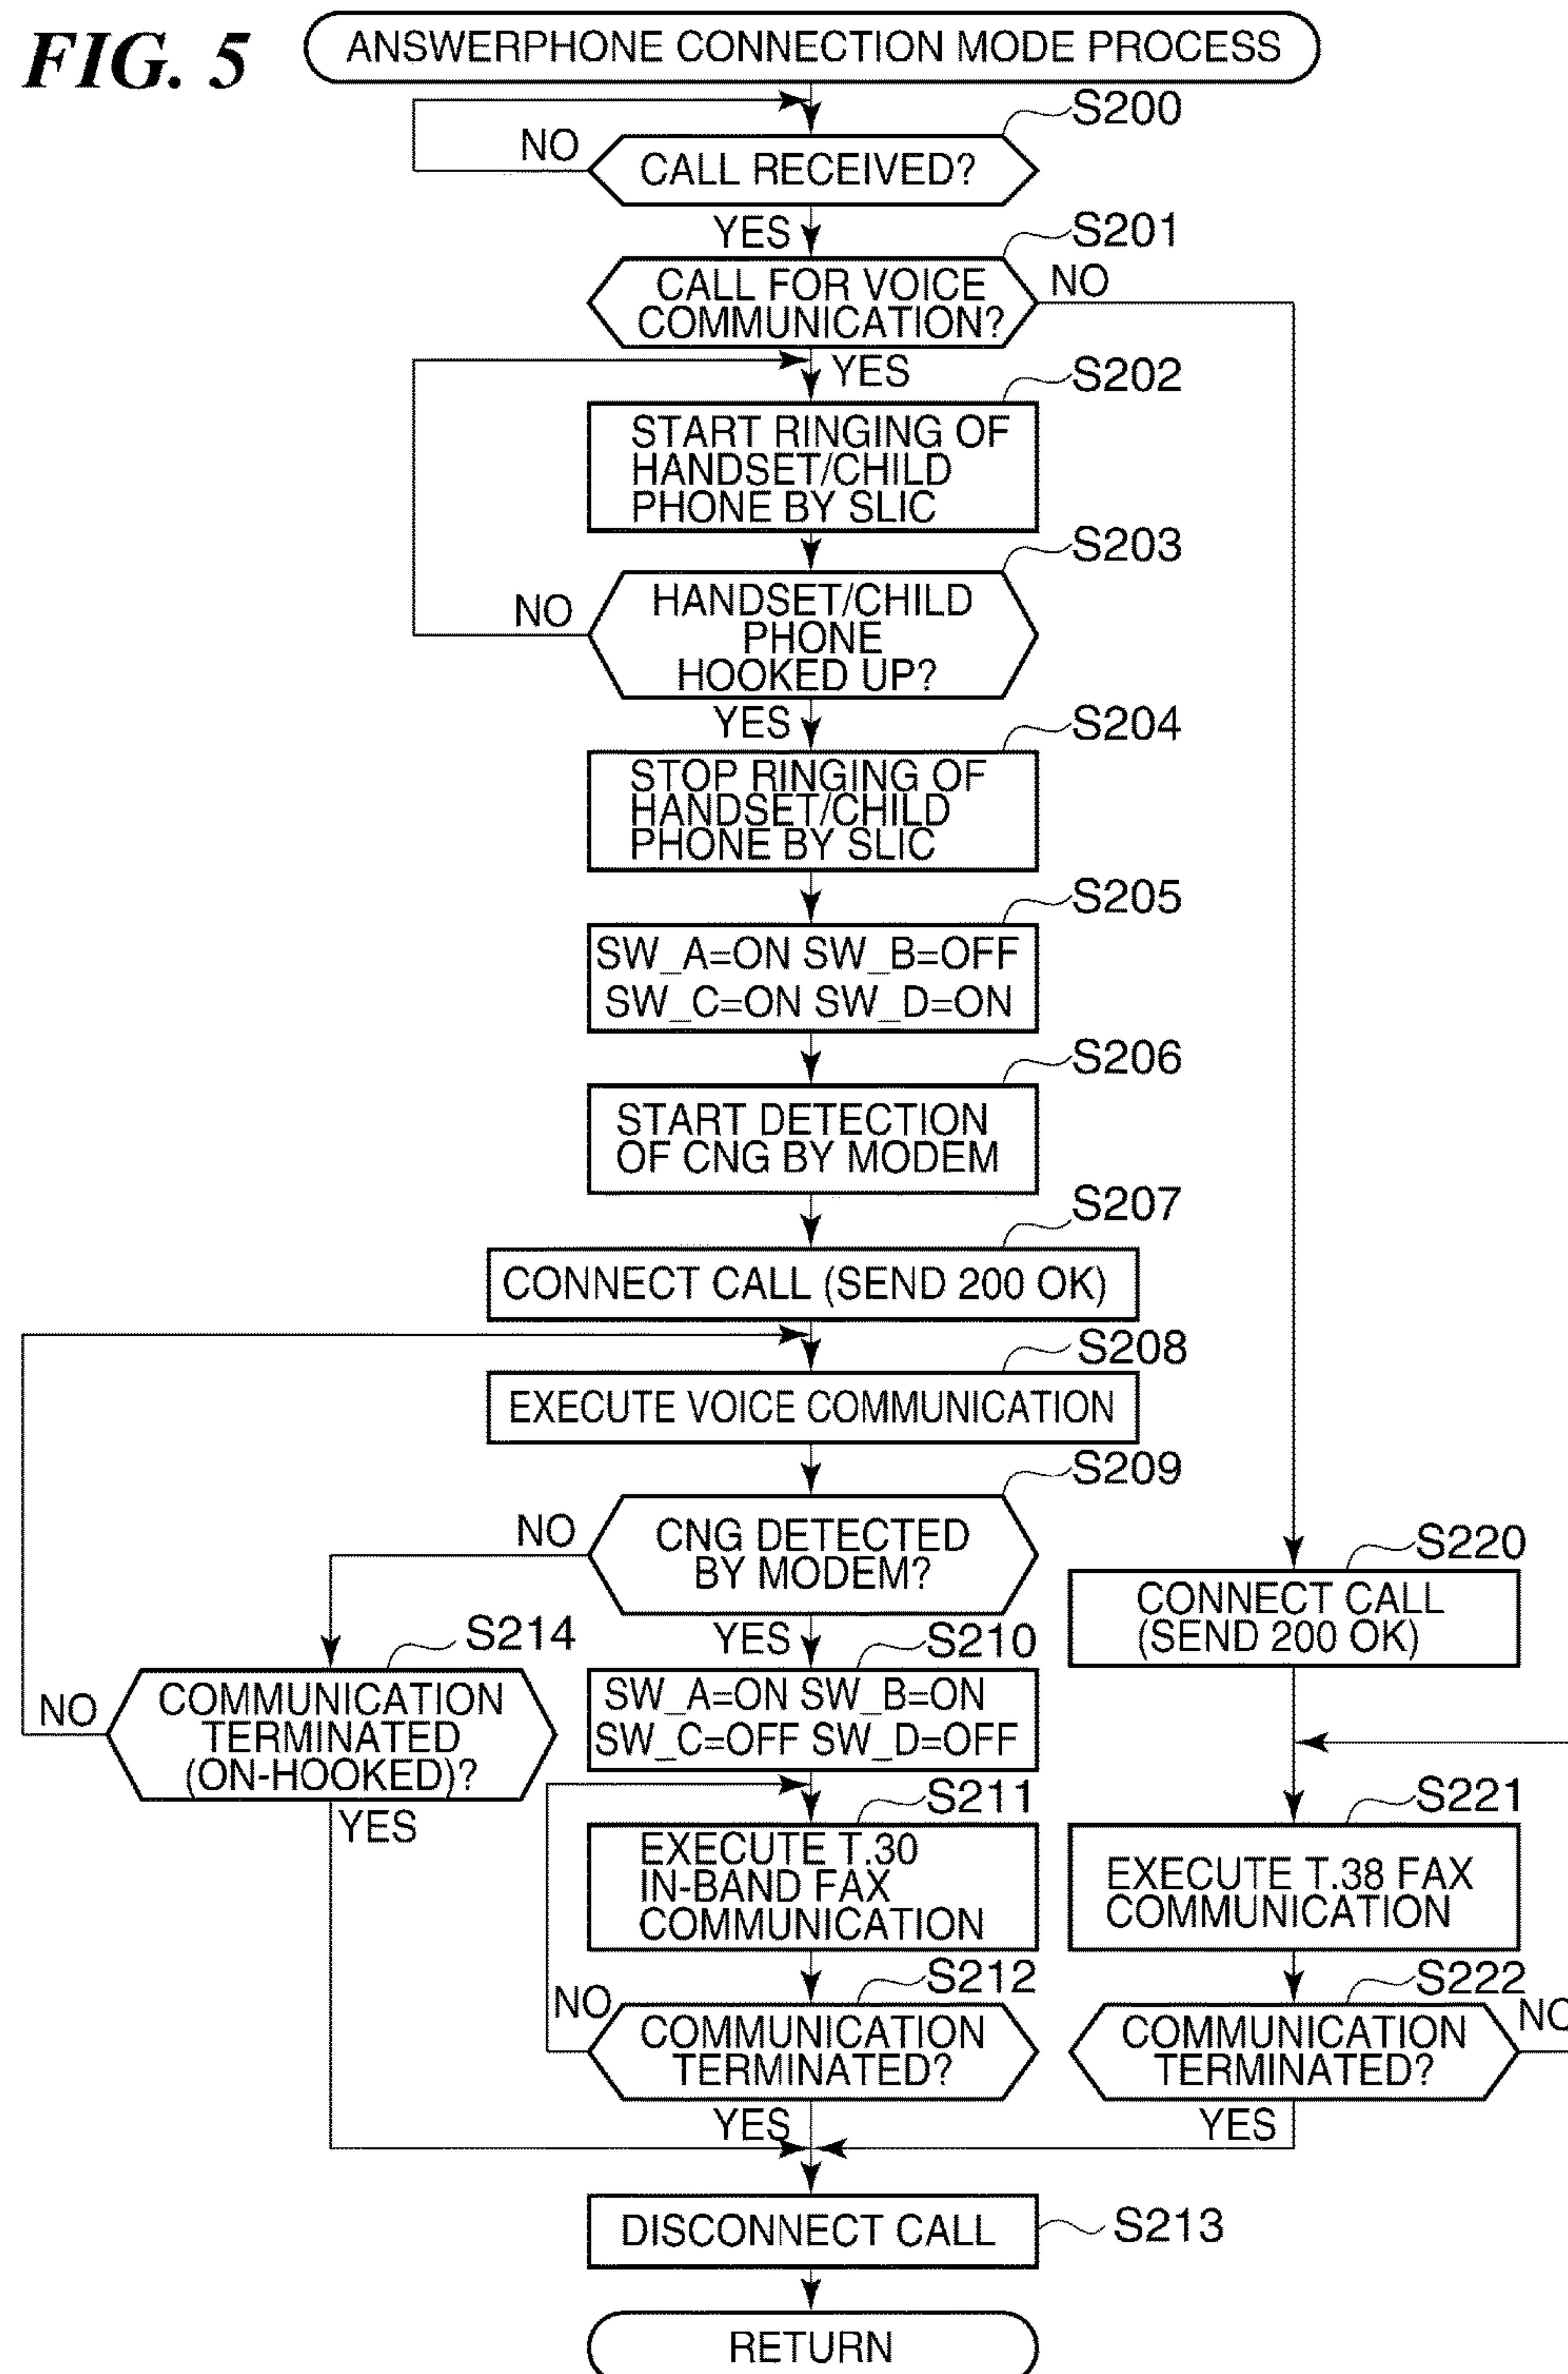 FIG. 5
ANSWERPHONE CONNECTION MODE PROCESS
S200
NO
CALL RECEIVED?
YES
S201
CALL FOR VOICE
COMMUNICATION?
NO
YES
S202
START RINGING OF
HANDSET/CHILD
PHONE BY SLIC
S203
NO
HANDSET/CHILD
PHONE
HOOKED UP?
YES
S204
STOP RINGING OF
HANDSET/CHILD
PHONE BY SLIC
S205
SW_A=ON SW_B=OFF
SW_C=ON SW_D=ON
S206
START DETECTION
OF CNG BY MODEM
S207
CONNECT CALL (SEND 200 OK)
S208
EXECUTE VOICE COMMUNICATION
S209
NO
CNG DETECTED
BY MODEM?
YES
S214
NO
COMMUNICATION
TERMINATED
(ON-HOOKED)?
YES
S210
SW_A=ON SW_B=ON
SW_C=OFF SW_D=OFF
S211
EXECUTE T.30
IN-BAND FAX
COMMUNICATION
S212
NO
COMMUNICATION
TERMINATED?
YES
S220
CONNECT CALL
(SEND 200 OK)
S221
EXECUTE T.38 FAX
COMMUNICATION
S222
COMMUNICATION
TERMINATED?
NO
YES
DISCONNECT CALL
S213
RETURN